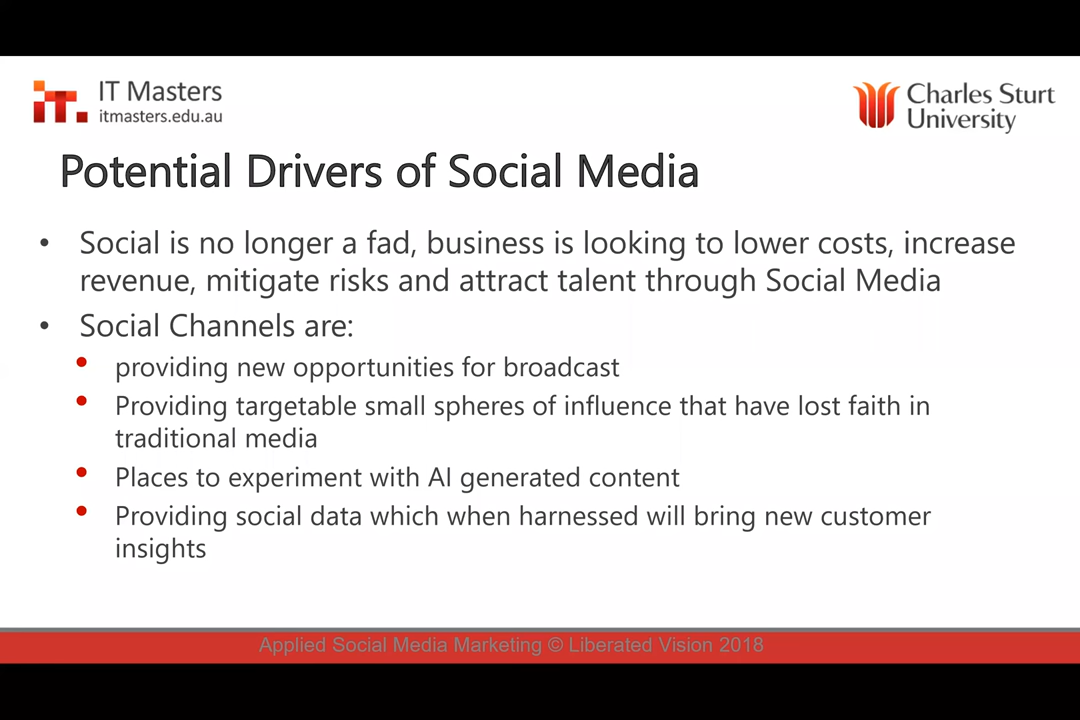 IT Masters
itmasters.edu.au
Charles Sturt
University
Potential Drivers of Social Media
• Social is no longer a fad, business is looking to lower costs, increase
revenue, mitigate risks and attract talent through Social Media
• Social Channels are:
• providing new opportunities for broadcast
• Providing targetable small spheres of influence that have lost faith in
traditional media
• Places to experiment with AI generated content
• Providing social data which when harnessed will bring new customer
insights
Applied Social Media Marketing © Liberated Vision 2018